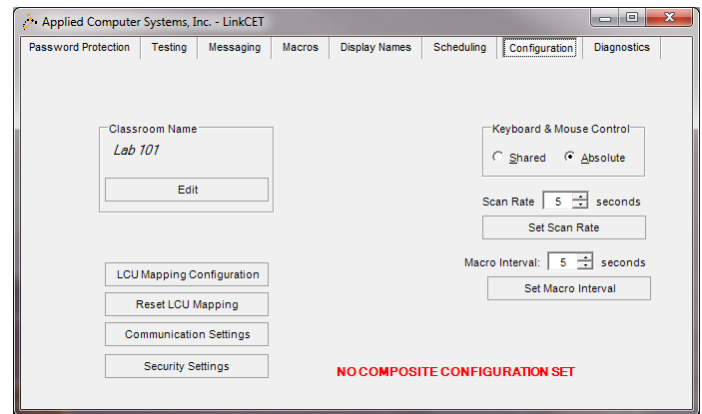 Applied Computer Systems, Inc. - LinkCET
Password Protection Testing Messaging Macros Display Names Scheduling Configuration Diagnostics
Classroom Name
Lab 101
Edit
Keyboard & Mouse Control
Shared Absolute
Scan Rate 5 seconds
Set Scan Rate
Macro Interval: 5 seconds
Set Macro Interval
LCU Mapping Configuration
Reset LCU Mapping
Communication Settings
Security Settings
NO COMPOSITE CONFIGURATION SET